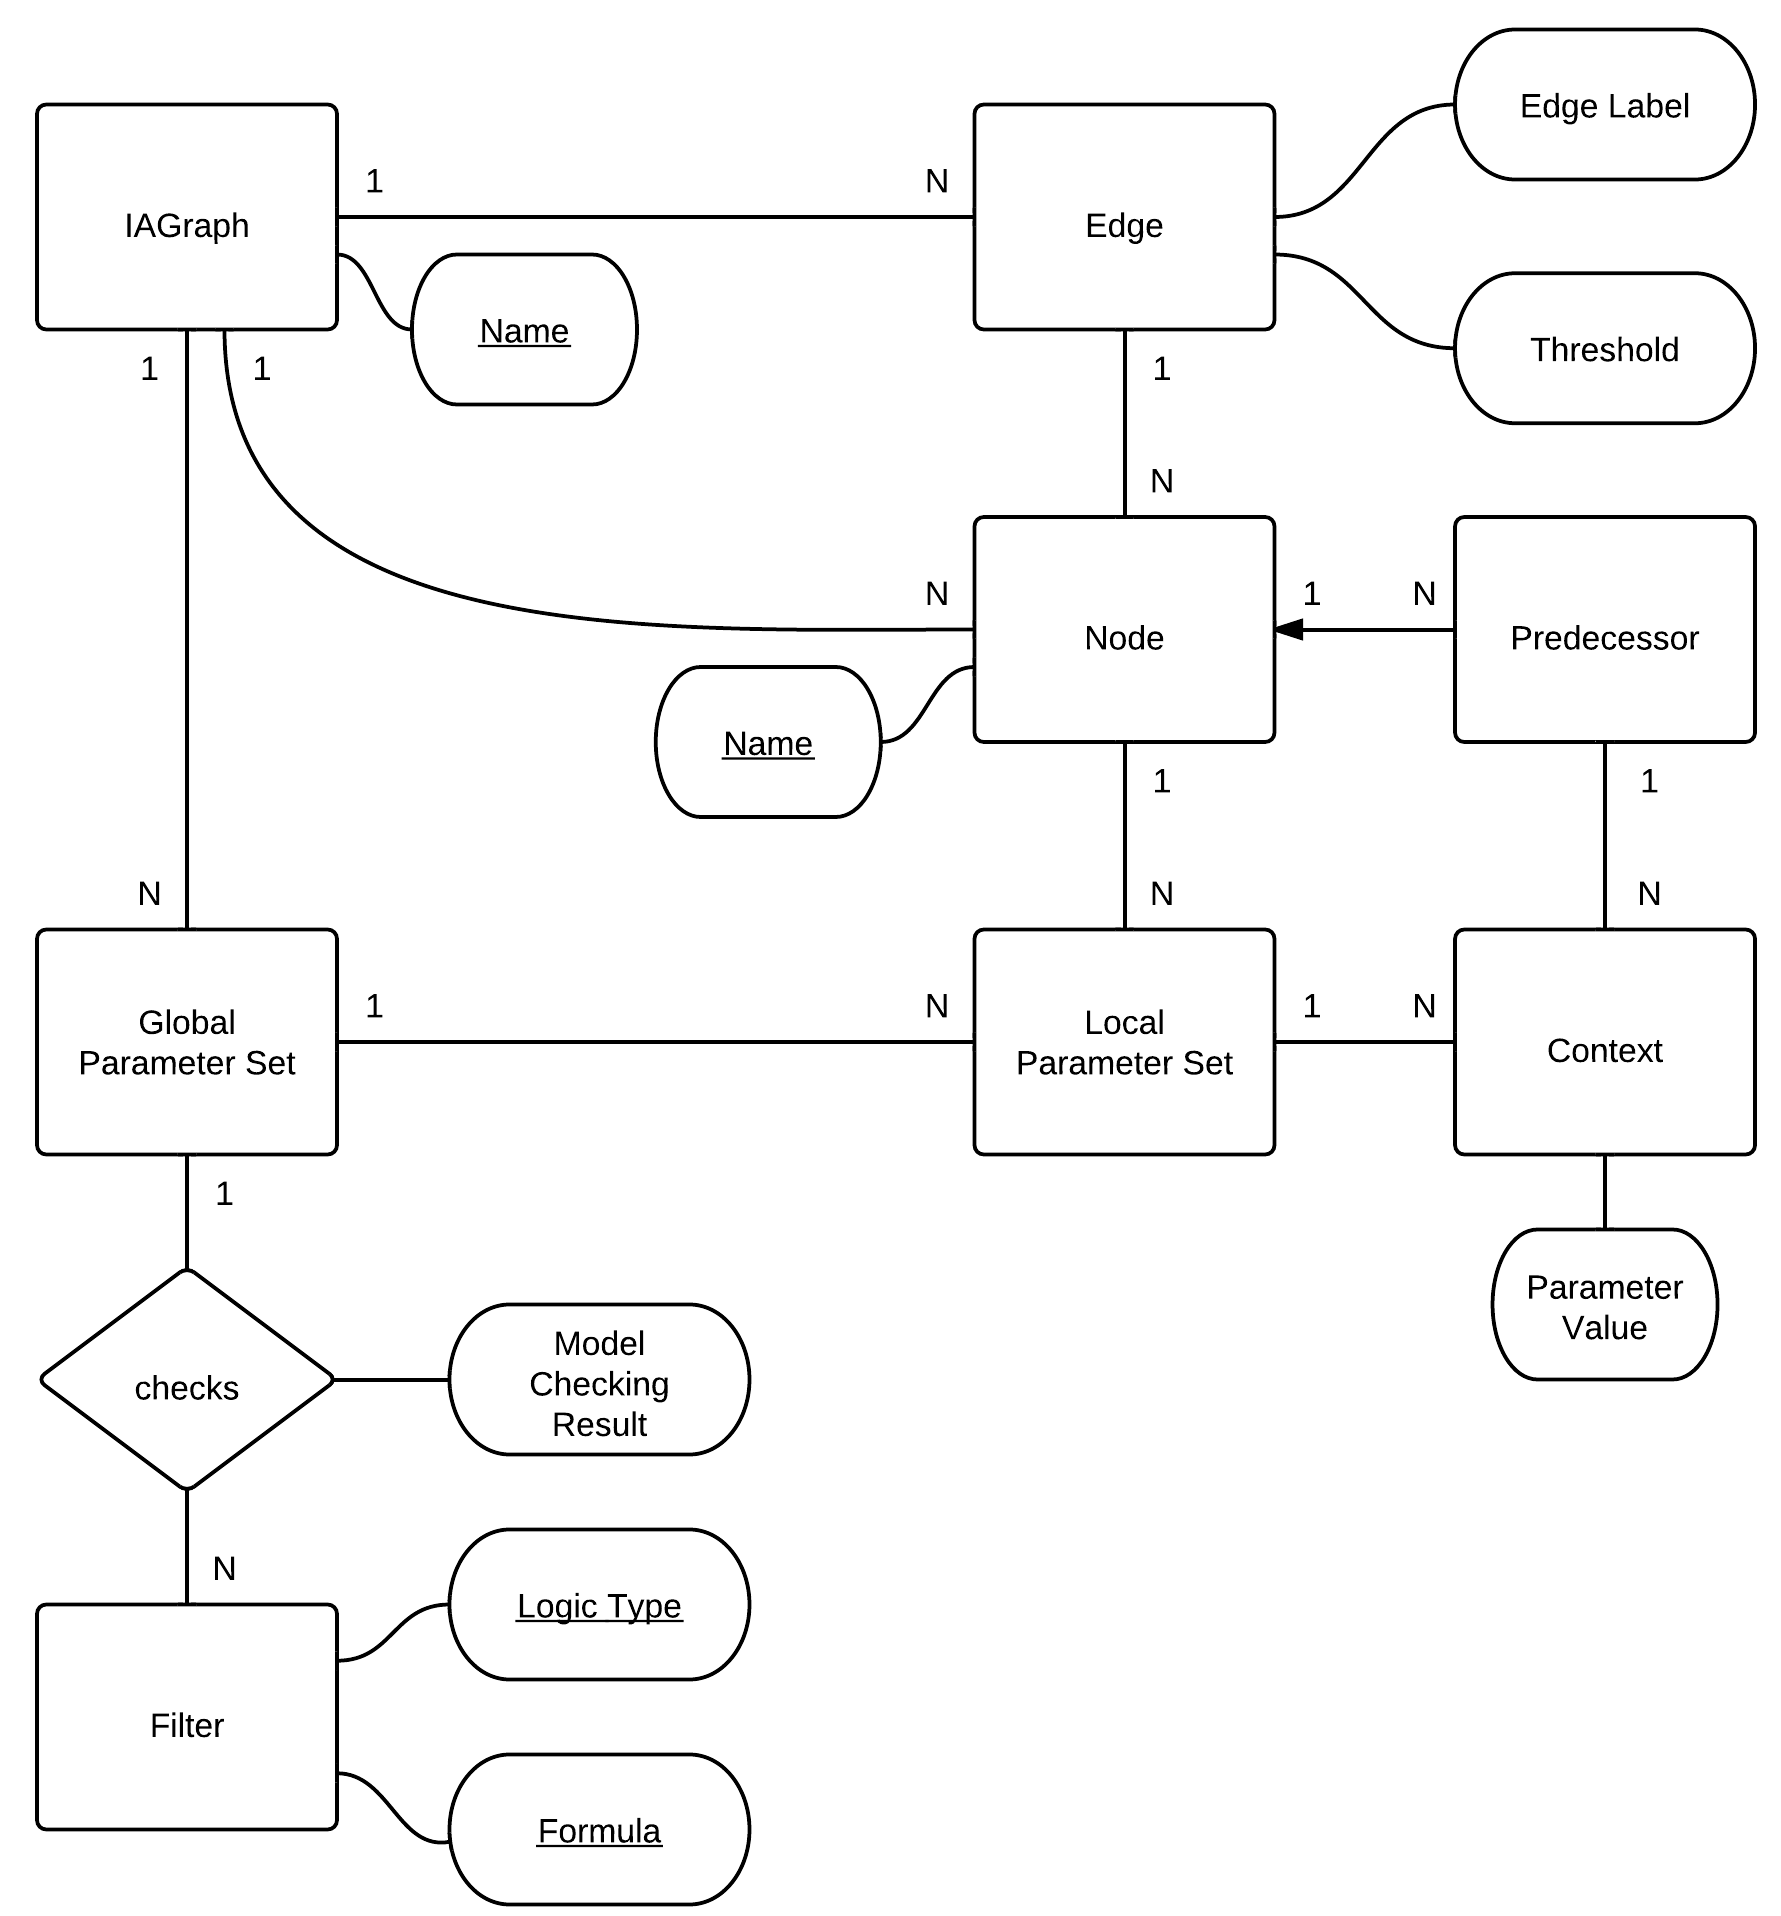 Edge Label
1
N
IAGraph
Edge
Name
Threshold
1
1
1
N
N
1
N
Node
Predecessor
Name
1
1
N
N
N
1
N
1
N
Global
Parameter Set
Local
Parameter Set
Context
1
Parameter
Value
Model
Checking
Result
checks
N
Logic Type
Filter
Formula